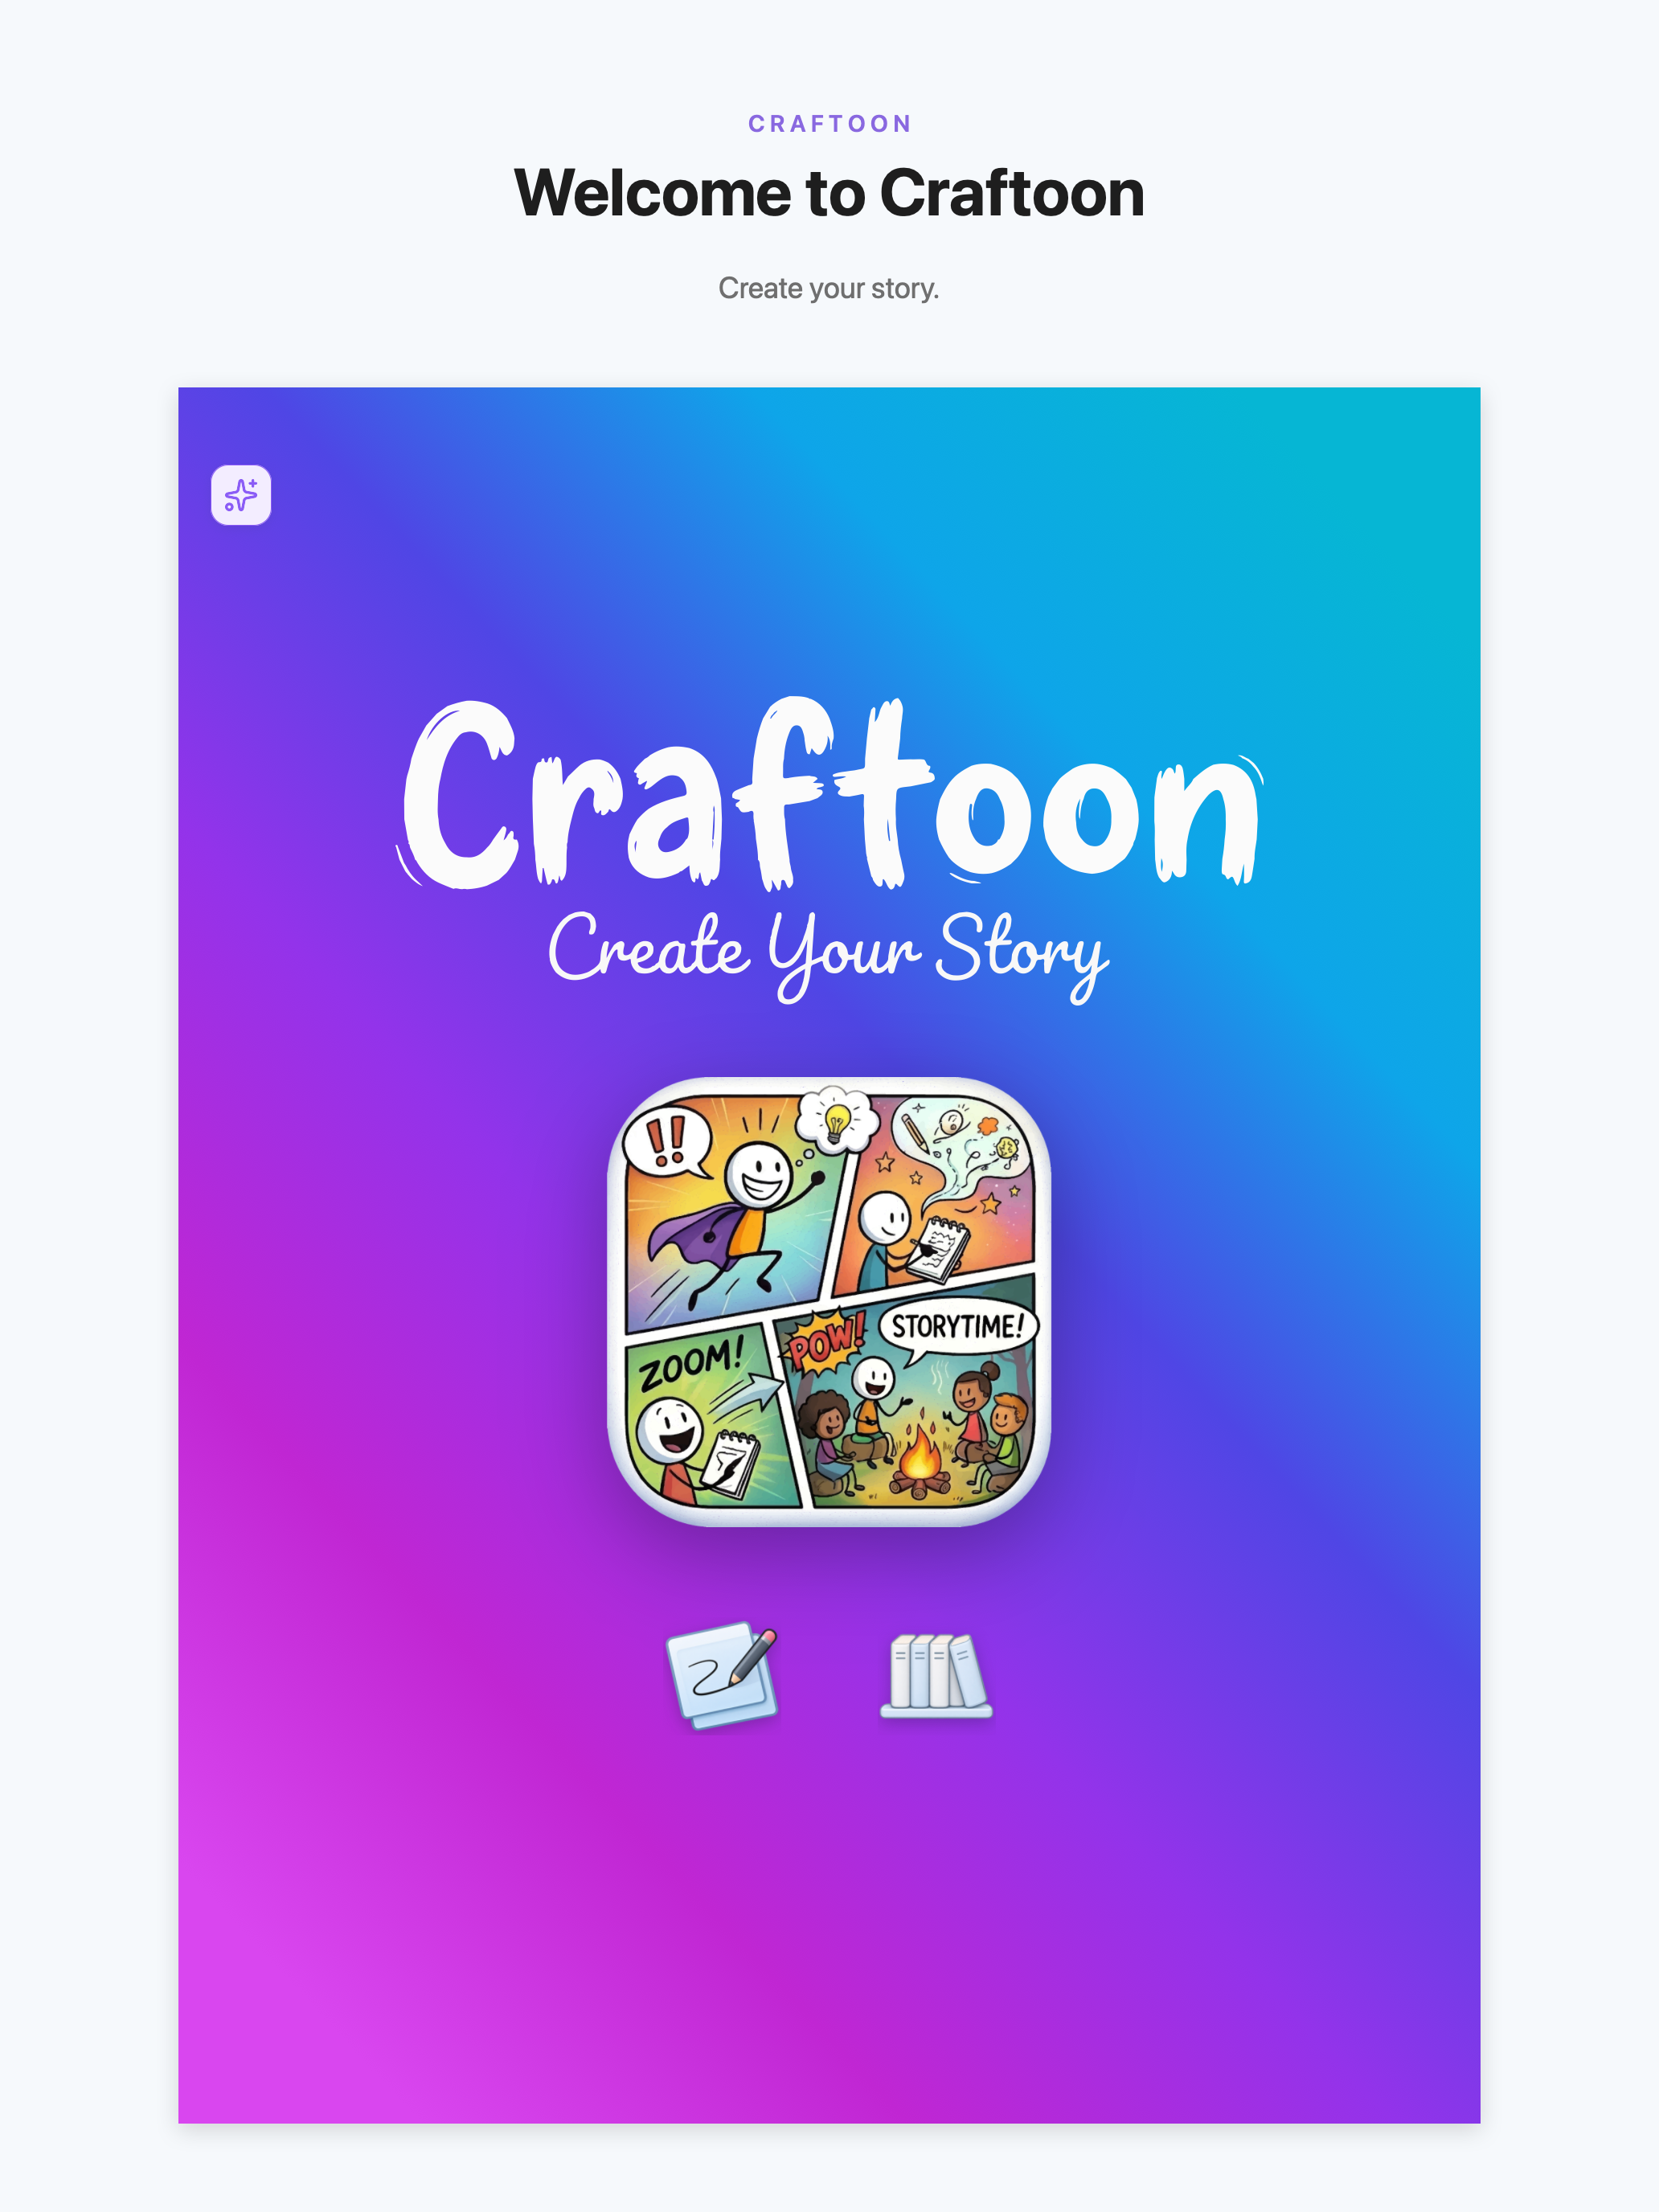 CRAFTOON
Welcome to Craftoon
Create your story.
Craftoon
Create Your Story
!!
ZOOM!
POW!
STORYTIME!